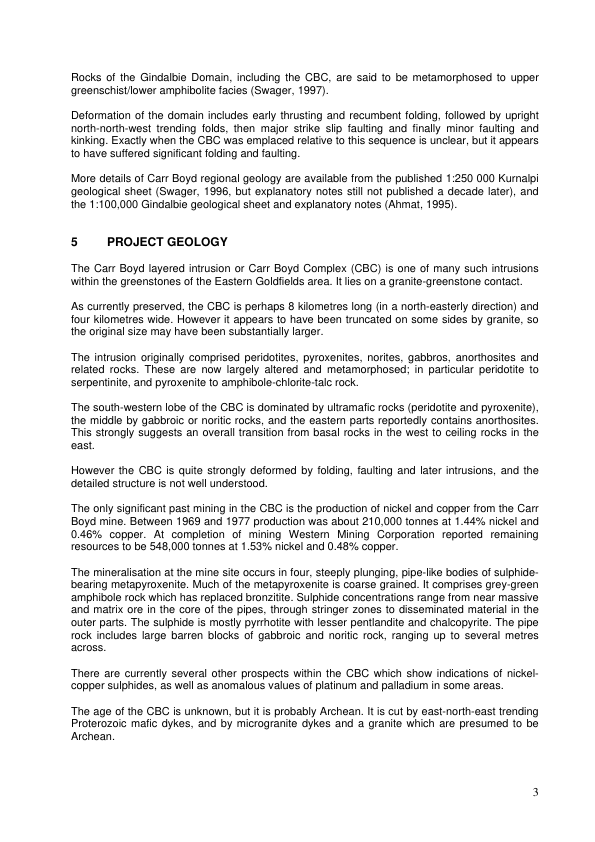 Rocks of the Gindalbie Domain, including the CBC, are said to be metamorphosed to upper
greenschist/lower amphibolite facies (Swager, 1997).
Deformation of the domain includes early thrusting and recumbent folding, followed by upright
north-north-west trending folds, then major strike slip faulting and finally minor faulting and
kinking. Exactly when the CBC was emplaced relative to this sequence is unclear, but it appears
to have suffered significant folding and faulting.
More details of Carr Boyd regional geology are available from the published 1:250 000 Kurnalpi
geological sheet (Swager, 1996, but explanatory notes still not published a decade later), and
the 1:100,000 Gindalbie geological sheet and explanatory notes (Ahmat, 1995).
5 PROJECT GEOLOGY
The Carr Boyd layered intrusion or Carr Boyd Complex (CBC) is one of many such intrusions
within the greenstones of the Eastern Goldfields area. It lies on a granite-greenstone contact.
As currently preserved, the CBC is perhaps 8 kilometres long (in a north-easterly direction) and
four kilometres wide. However it appears to have been truncated on some sides by granite, so
the original size may have been substantially larger.
The intrusion originally comprised peridotites, pyroxenites, norites, gabbros, anorthosites and
related rocks. These are now largely altered and metamorphosed; in particular peridotite to
serpentinite, and pyroxenite to amphibole-chlorite-talc rock.
The south-western lobe of the CBC is dominated by ultramafic rocks (peridotite and pyroxenite),
the middle by gabbroic or noritic rocks, and the eastern parts reportedly contains anorthosites.
This strongly suggests an overall transition from basal rocks in the west to ceiling rocks in the
east.
However the CBC is quite strongly deformed by folding, faulting and later intrusions, and the
detailed structure is not well understood.
The only significant past mining in the CBC is the production of nickel and copper from the Carr
Boyd mine. Between 1969 and 1977 production was about 210,000 tonnes at 1.44% nickel and
0.46% copper. At completion of mining Western Mining Corporation reported remaining
resources to be 548,000 tonnes at 1.53% nickel and 0.48% copper.
The mineralisation at the mine site occurs in four, steeply plunging, pipe-like bodies of sulphide-
bearing metapyroxenite. Much of the metapyroxenite is coarse grained. It comprises grey-green
amphibole rock which has replaced bronzitite. Sulphide concentrations range from near massive
and matrix ore in the core of the pipes, through stringer zones to disseminated material in the
outer parts. The sulphide is mostly pyrrhotite with lesser pentlandite and chalcopyrite. The pipe
rock includes large barren blocks of gabbroic and noritic rock, ranging up to several metres
across.
There are currently several other prospects within the CBC which show indications of nickel-
copper sulphides, as well as anomalous values of platinum and palladium in some areas.
The age of the CBC is unknown, but it is probably Archean. It is cut by east-north-east trending
Proterozoic mafic dykes, and by microgranite dykes and a granite which are presumed to be
Archean.
3